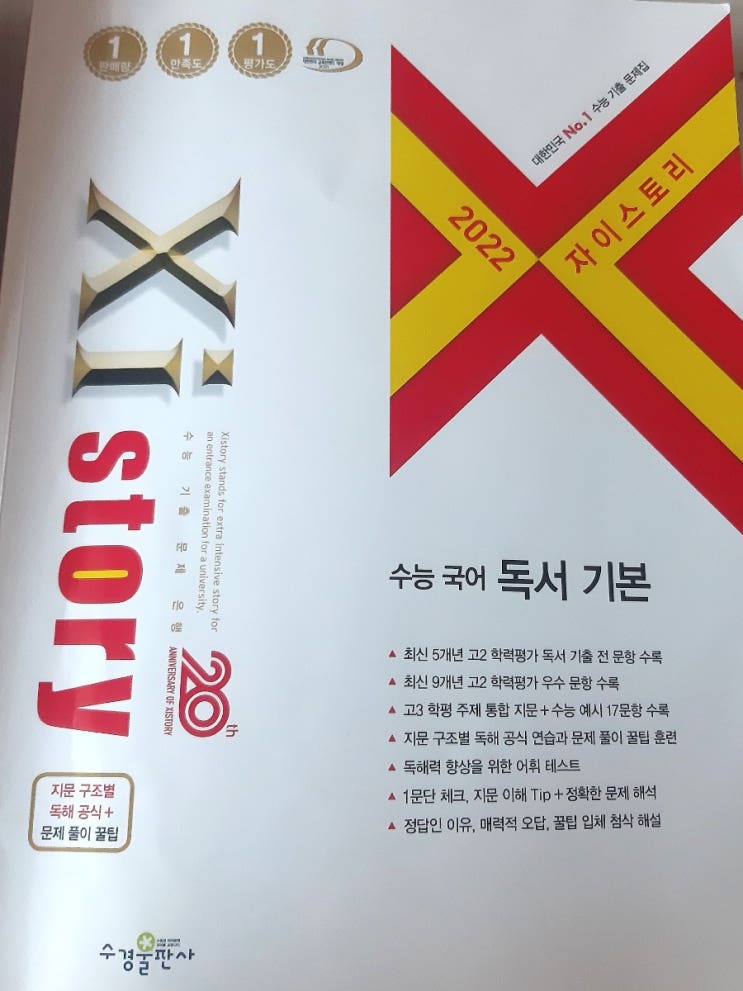 1
판매량
1
만족도
1
평가도
대한민국 No.1 수능 기출 문제집
2022
자이스토리
Xi
story
Xistory stands for extra intensive story for
an entrance examination for a university.
수능 기출 문제 은행
20th
ANNIVERSARY OF XISTORY
수능 국어 독서 기본
▲ 최신 5개년 고2 학력평가 독서 기출 전 문항 수록
▲ 최신 9개년 고2 학력평가 우수 문항 수록
▲ 고3 학평 주제 통합 지문+수능 예시 17문항 수록
▲ 지문 구조별 독해 공식 연습과 문제 풀이 꿀팁 훈련
▲ 독해력 향상을 위한 어휘 테스트
▲ 1문단 체크, 지문 이해 Tip+정확한 문제 해석
▲ 정답인 이유, 매력적 오답, 꿀팁 입체 첨삭 해설
지문 구조별
독해 공식+
문제 풀이 꿀팁
수경출판사